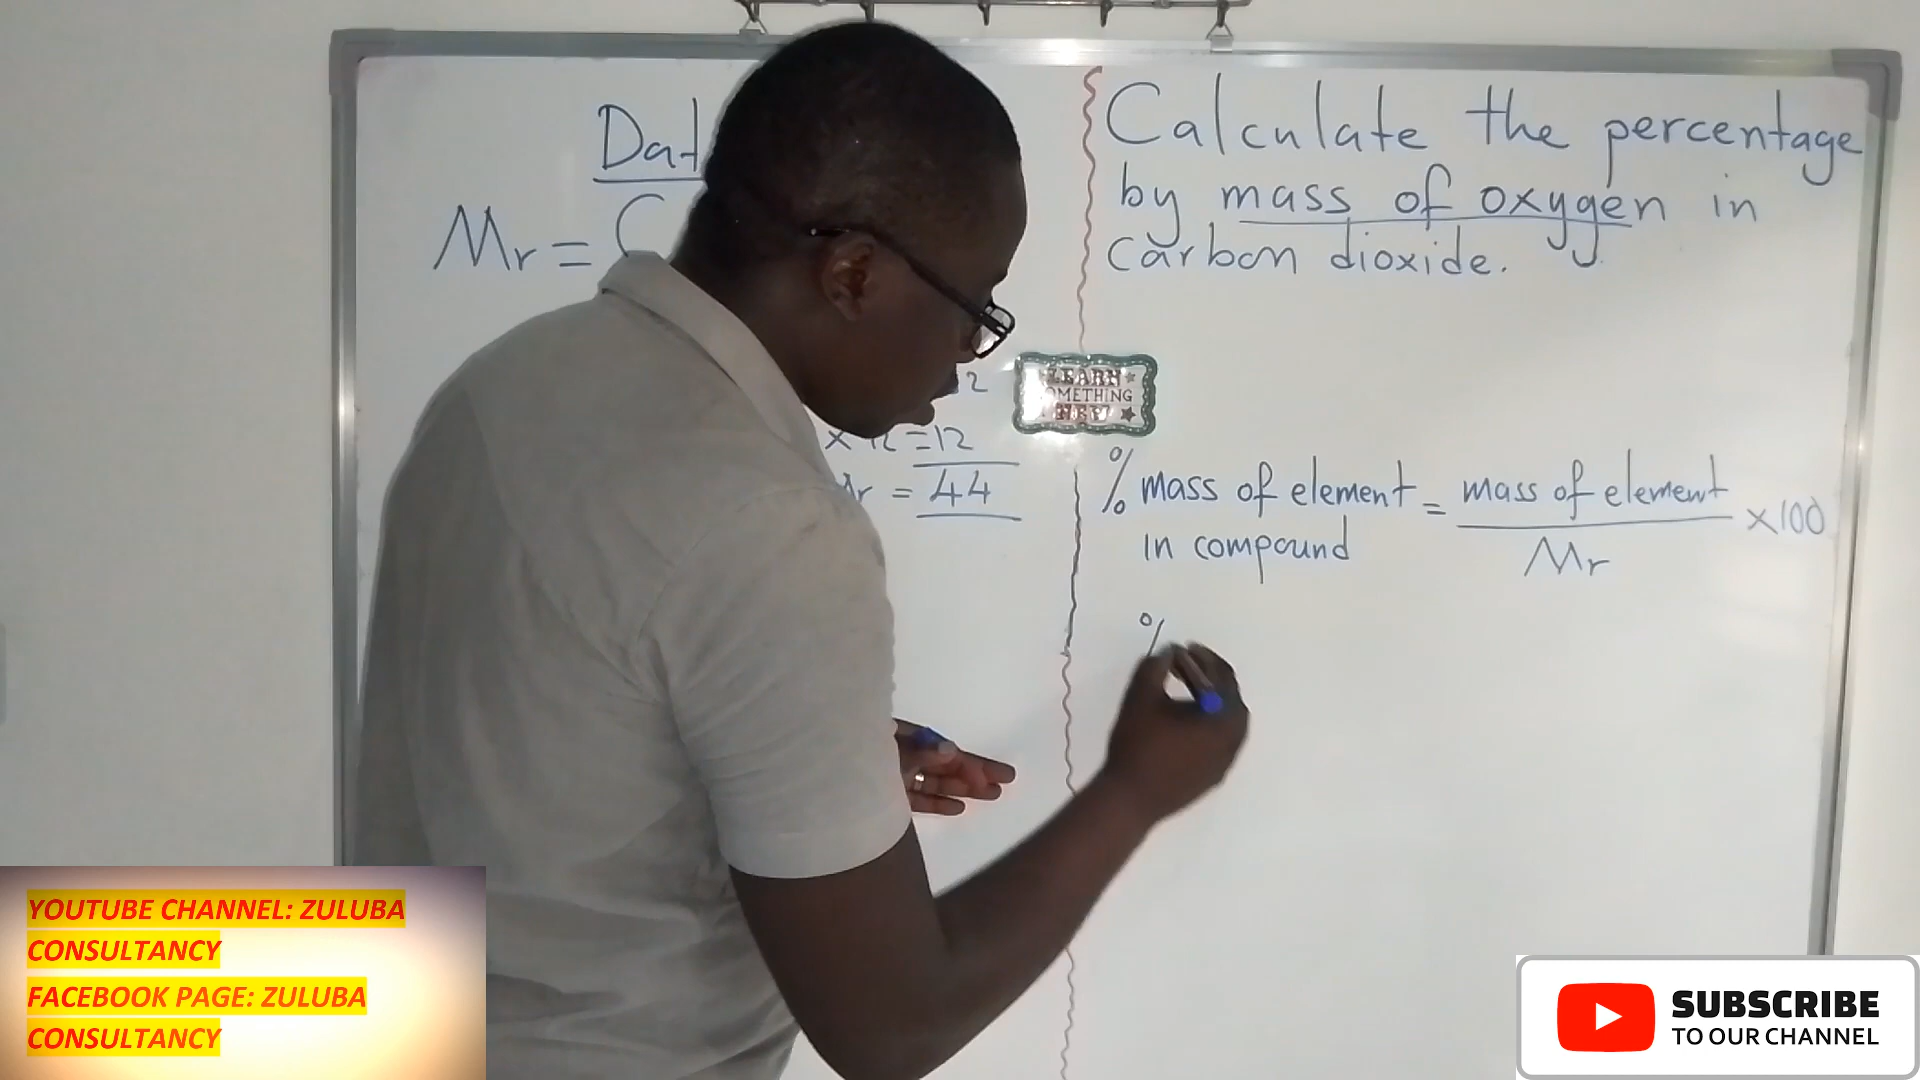 Dat
Mr = C
2
× 12 = 12
Mr = 44
Calculate the percentage
by mass of oxygen in
carbon dioxide.
LEARN
SOMETHING
NEW
% mass of element = mass of element × 100
in compound
Mr
%
YOUTUBE CHANNEL: ZULUBA
CONSULTANCY
FACEBOOK PAGE: ZULUBA
CONSULTANCY
SUBSCRIBE
TO OUR CHANNEL